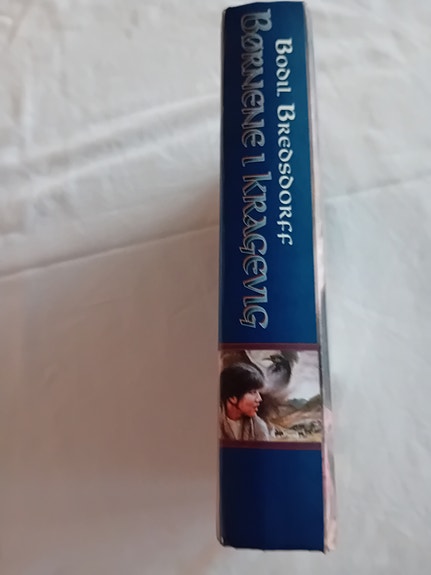 BODIL BREDSDORFF
BØRNENE I KRAGEVIG